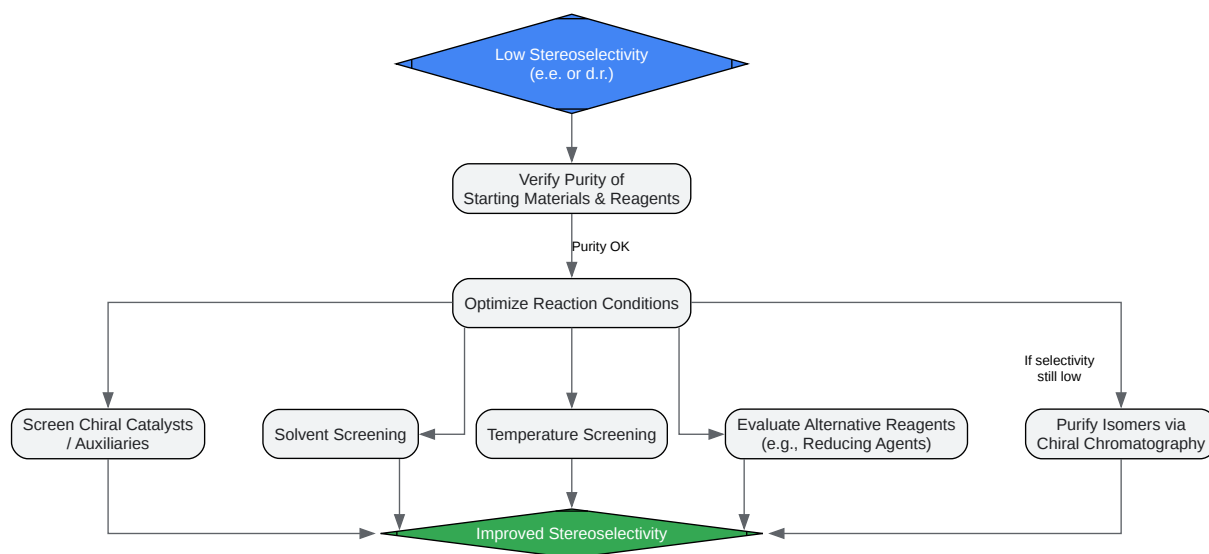 Low Stereoselectivity
(e.e. or d.r.)
Verify Purity of
Starting Materials & Reagents
Purity OK
Optimize Reaction Conditions
If selectivity
still low
Screen Chiral Catalysts
/ Auxiliaries
Solvent Screening
Temperature Screening
Evaluate Alternative Reagents
(e.g., Reducing Agents)
Purify Isomers via
Chiral Chromatography
Improved Stereoselectivity